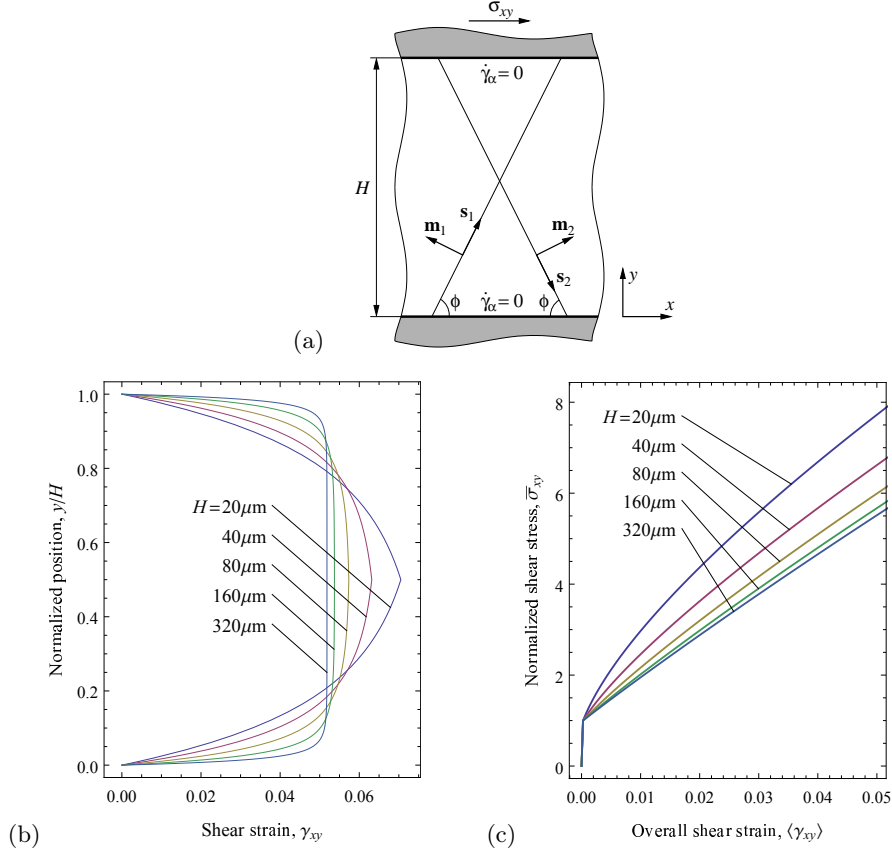 σxy
γ̇α = 0
H
m1
s1
m2
s2
ϕ
γ̇α = 0
ϕ
y
x
(a)
1.0
0.8
0.6
0.4
0.2
0.0
Normalized position, y/H
H=20μm
40μm
80μm
160μm
320μm
0.00 0.02 0.04 0.06
Shear strain, γxy
(b)
8
6
4
2
0
Normalized shear stress, σ̅xy
H=20μm
40μm
80μm
160μm
320μm
0.00 0.01 0.02 0.03 0.04 0.05
Overall shear strain, ⟨γxy⟩
(c)